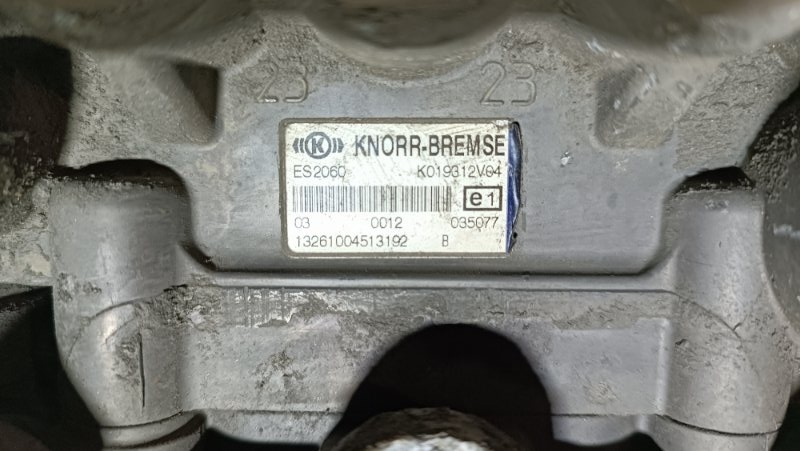 23 23
((K)) KNORR-BREMSE
ES2060 K019312V04
e1
03 0012 035077
13261004513192 B